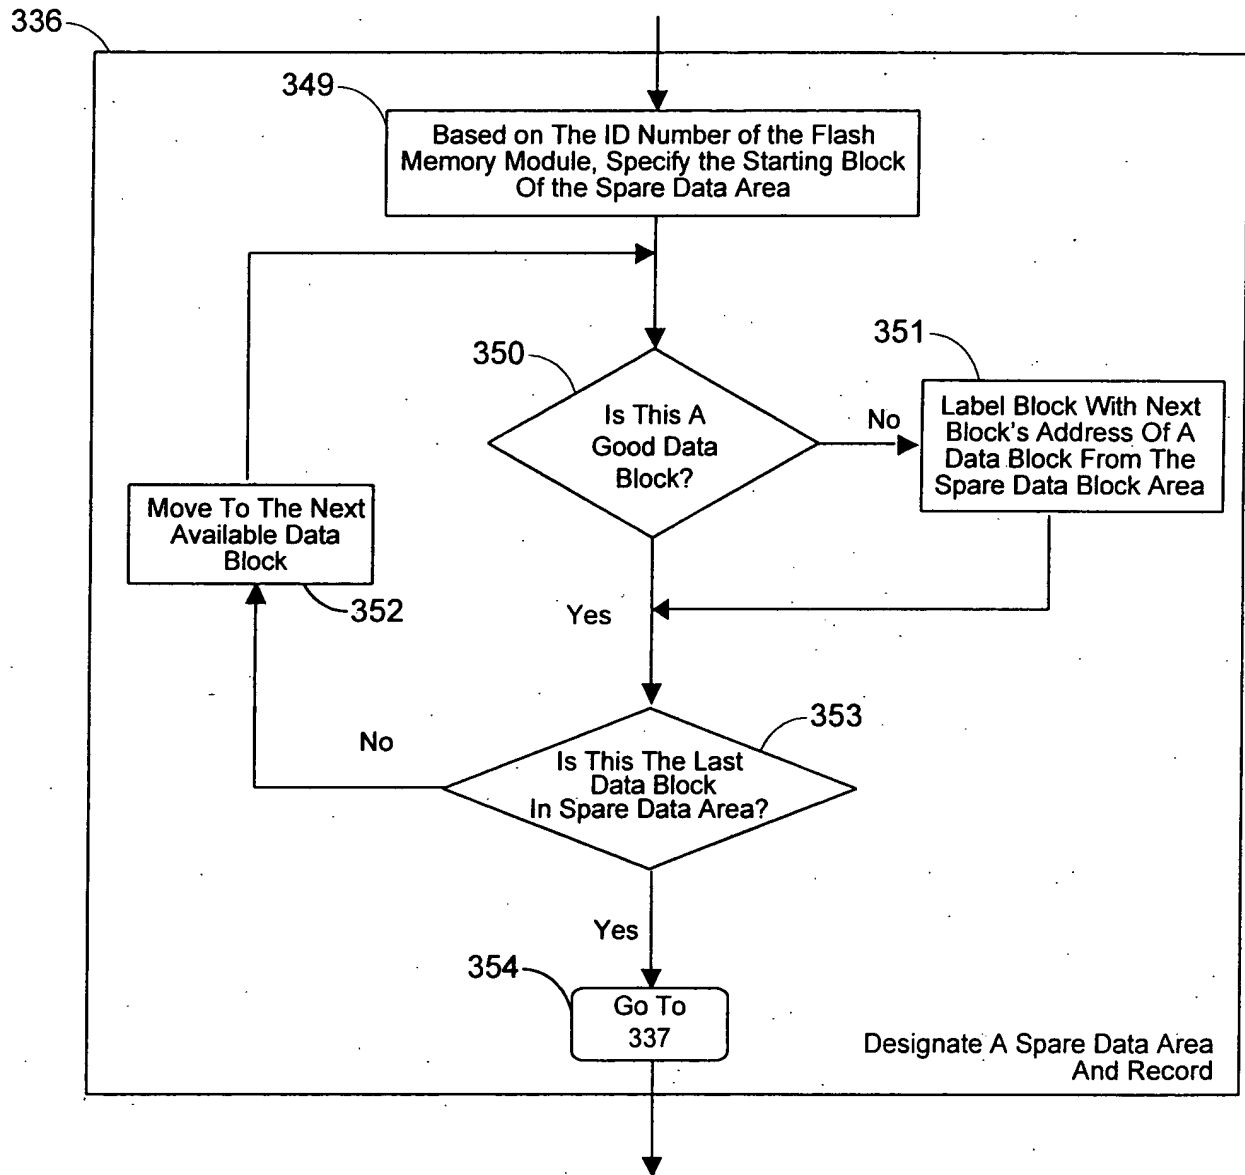 336
349
Based on The ID Number of the Flash
Memory Module, Specify the Starting Block
Of the Spare Data Area
350
Is This A
Good Data
Block?
No
351
Label Block With Next
Block's Address Of A
Data Block From The
Spare Data Block Area
Move To The Next
Available Data
Block
352
Yes
No
353
Is This The Last
Data Block
In Spare Data Area?
Yes
354
Go To
337
Designate A Spare Data Area
And Record